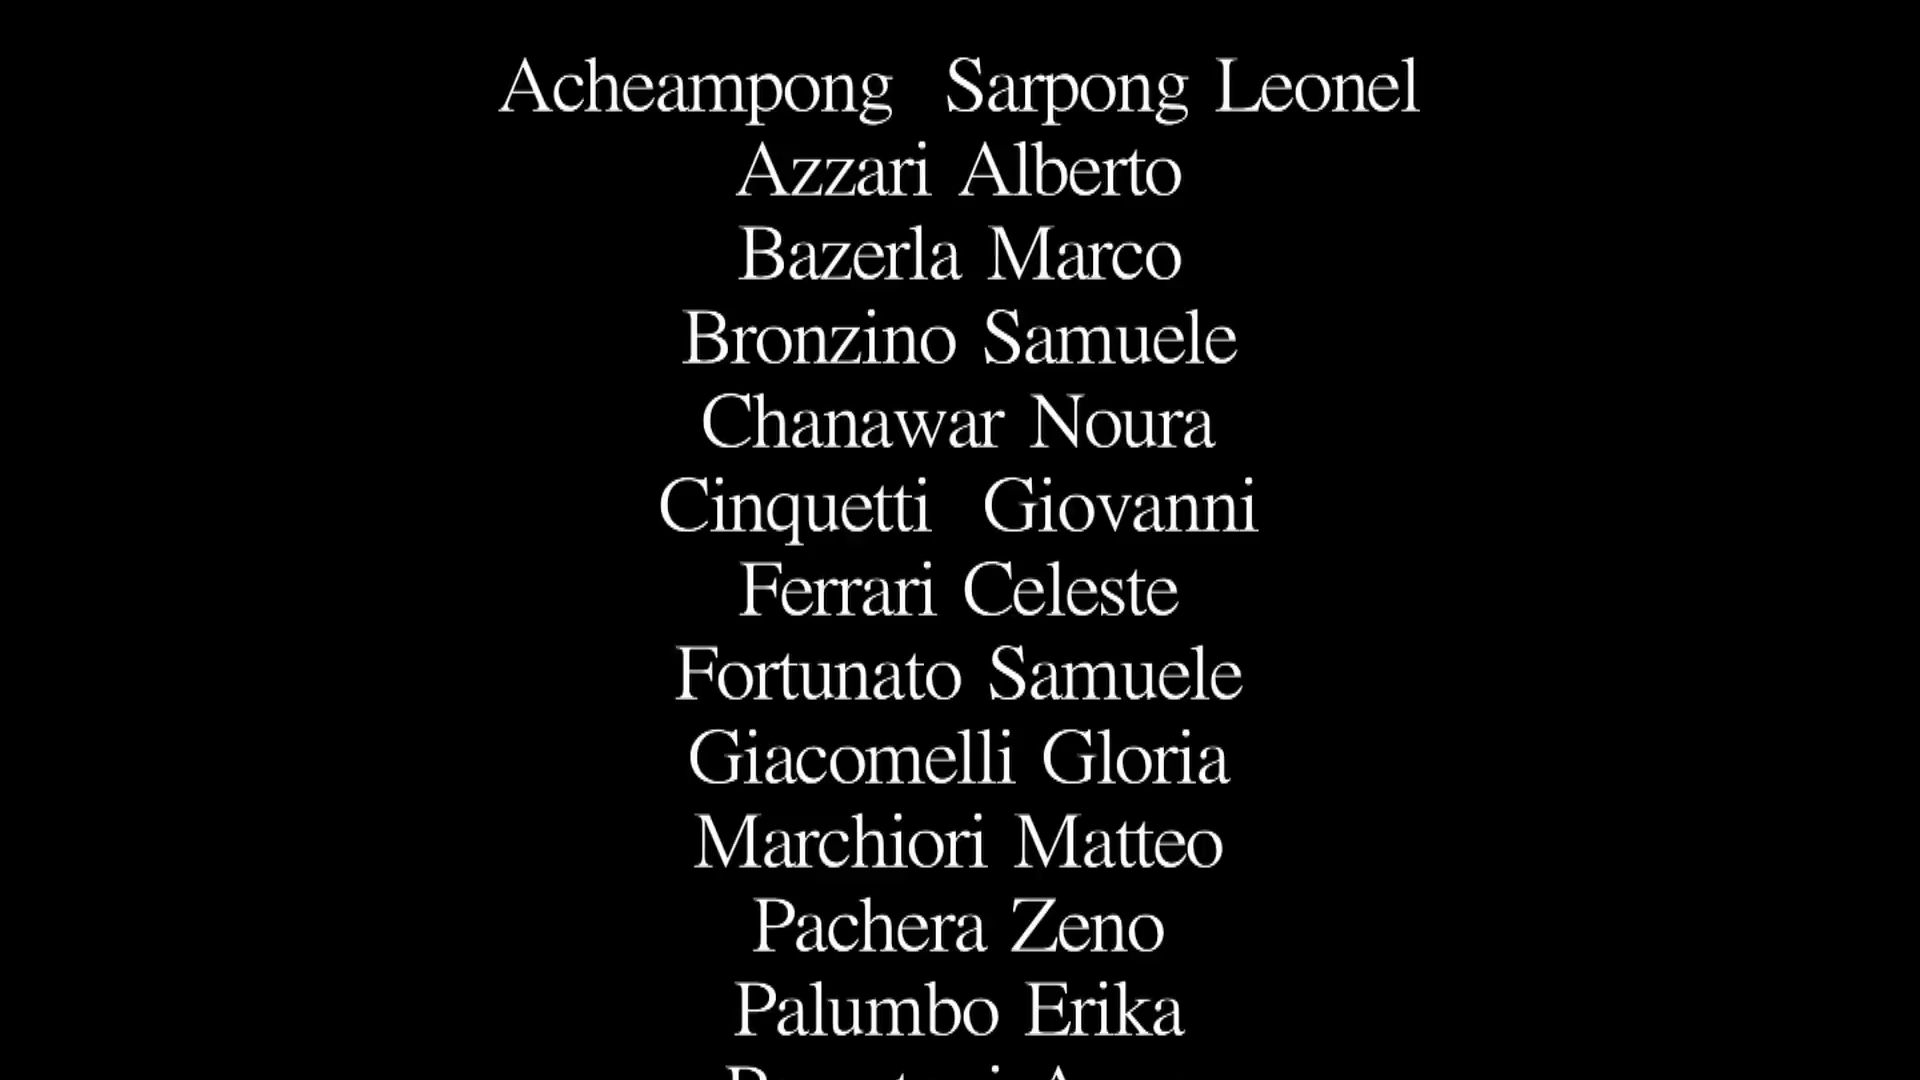 Acheampong  Sarpong Leonel
Azzari Alberto
Bazerla Marco
Bronzino Samuele
Chanawar Noura
Cinquetti  Giovanni
Ferrari Celeste
Fortunato Samuele
Giacomelli Gloria
Marchiori Matteo
Pachera Zeno
Palumbo Erika